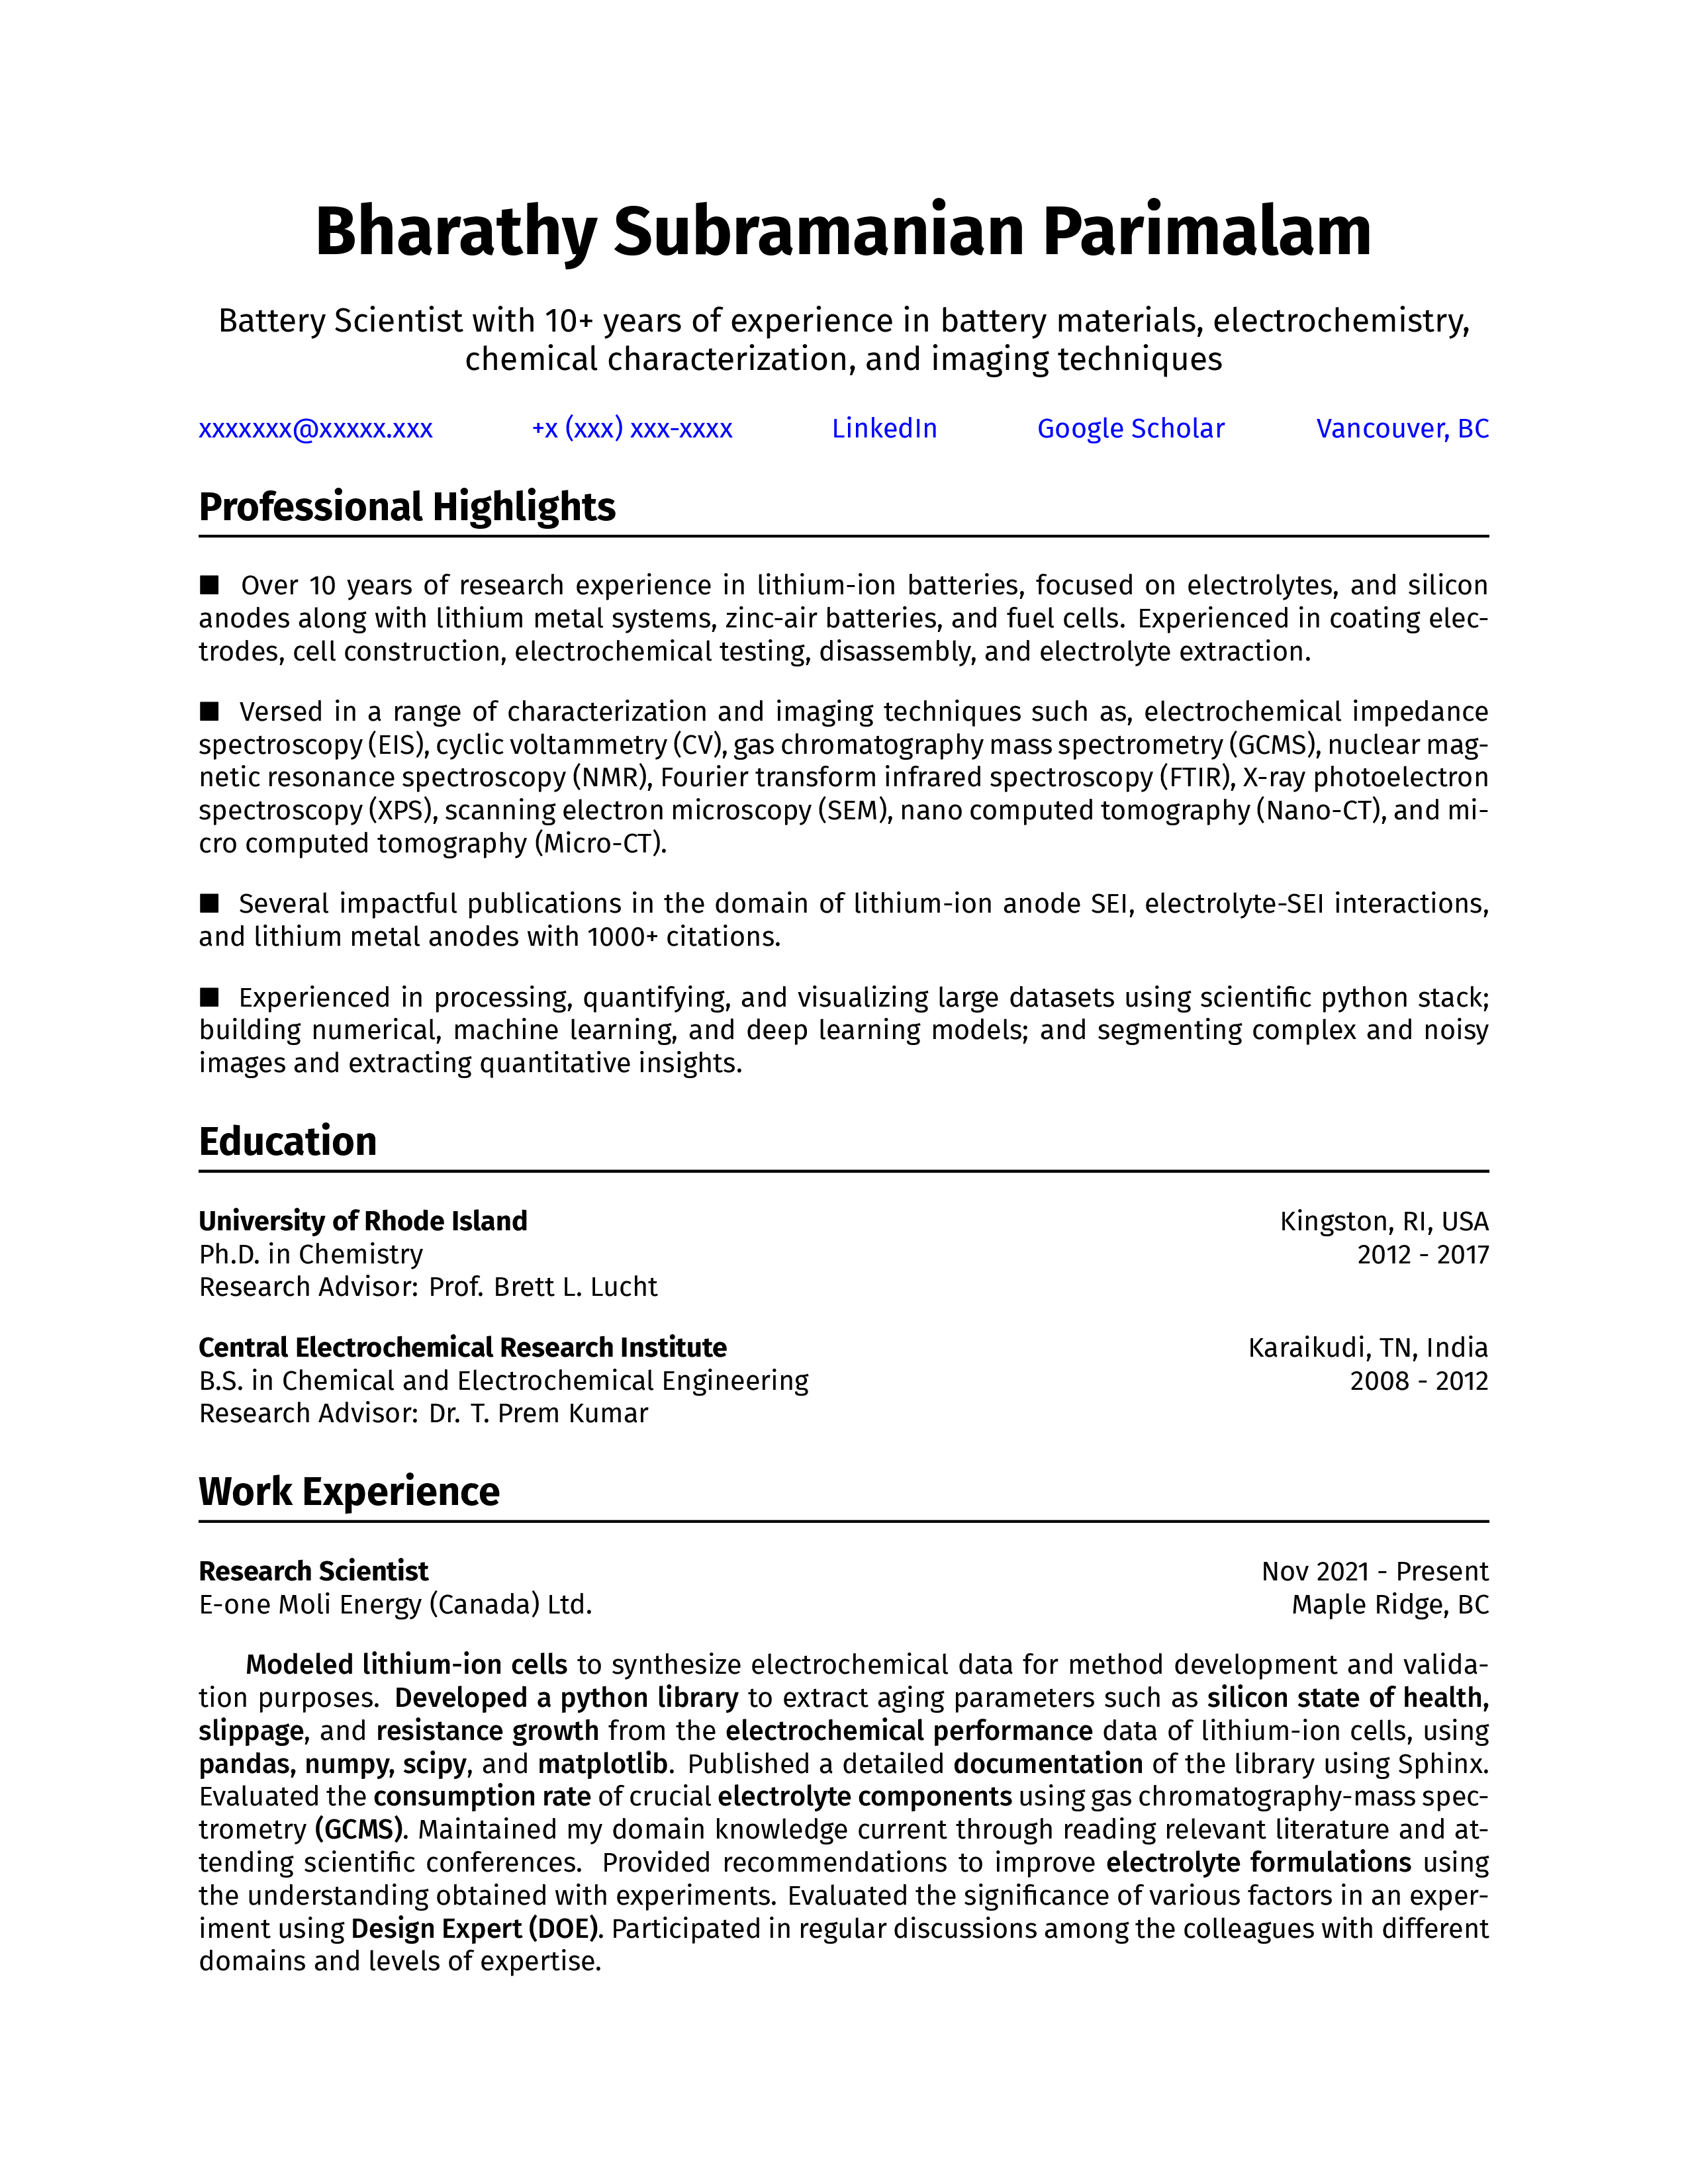 Bharathy Subramanian Parimalam
Battery Scientist with 10+ years of experience in battery materials, electrochemistry,
chemical characterization, and imaging techniques
xxxxxxx@xxxxx.xxx +x (xxx) xxx-xxxx LinkedIn Google Scholar Vancouver, BC
Professional Highlights
■ Over 10 years of research experience in lithium-ion batteries, focused on electrolytes, and silicon
anodes along with lithium metal systems, zinc-air batteries, and fuel cells. Experienced in coating elec-
trodes, cell construction, electrochemical testing, disassembly, and electrolyte extraction.
■ Versed in a range of characterization and imaging techniques such as, electrochemical impedance
spectroscopy (EIS), cyclic voltammetry (CV), gas chromatography mass spectrometry (GCMS), nuclear mag-
netic resonance spectroscopy (NMR), Fourier transform infrared spectroscopy (FTIR), X-ray photoelectron
spectroscopy (XPS), scanning electron microscopy (SEM), nano computed tomography (Nano-CT), and mi-
cro computed tomography (Micro-CT).
■ Several impactful publications in the domain of lithium-ion anode SEI, electrolyte-SEI interactions,
and lithium metal anodes with 1000+ citations.
■ Experienced in processing, quantifying, and visualizing large datasets using scientific python stack;
building numerical, machine learning, and deep learning models; and segmenting complex and noisy
images and extracting quantitative insights.
Education
University of Rhode Island Kingston, RI, USA
Ph.D. in Chemistry 2012 - 2017
Research Advisor: Prof. Brett L. Lucht
Central Electrochemical Research Institute Karaikudi, TN, India
B.S. in Chemical and Electrochemical Engineering 2008 - 2012
Research Advisor: Dr. T. Prem Kumar
Work Experience
Research Scientist Nov 2021 - Present
E-one Moli Energy (Canada) Ltd. Maple Ridge, BC
Modeled lithium-ion cells to synthesize electrochemical data for method development and valida-
tion purposes. Developed a python library to extract aging parameters such as silicon state of health,
slippage, and resistance growth from the electrochemical performance data of lithium-ion cells, using
pandas, numpy, scipy, and matplotlib. Published a detailed documentation of the library using Sphinx.
Evaluated the consumption rate of crucial electrolyte components using gas chromatography-mass spec-
trometry (GCMS). Maintained my domain knowledge current through reading relevant literature and at-
tending scientific conferences. Provided recommendations to improve electrolyte formulations using
the understanding obtained with experiments. Evaluated the significance of various factors in an exper-
iment using Design Expert (DOE). Participated in regular discussions among the colleagues with different
domains and levels of expertise.